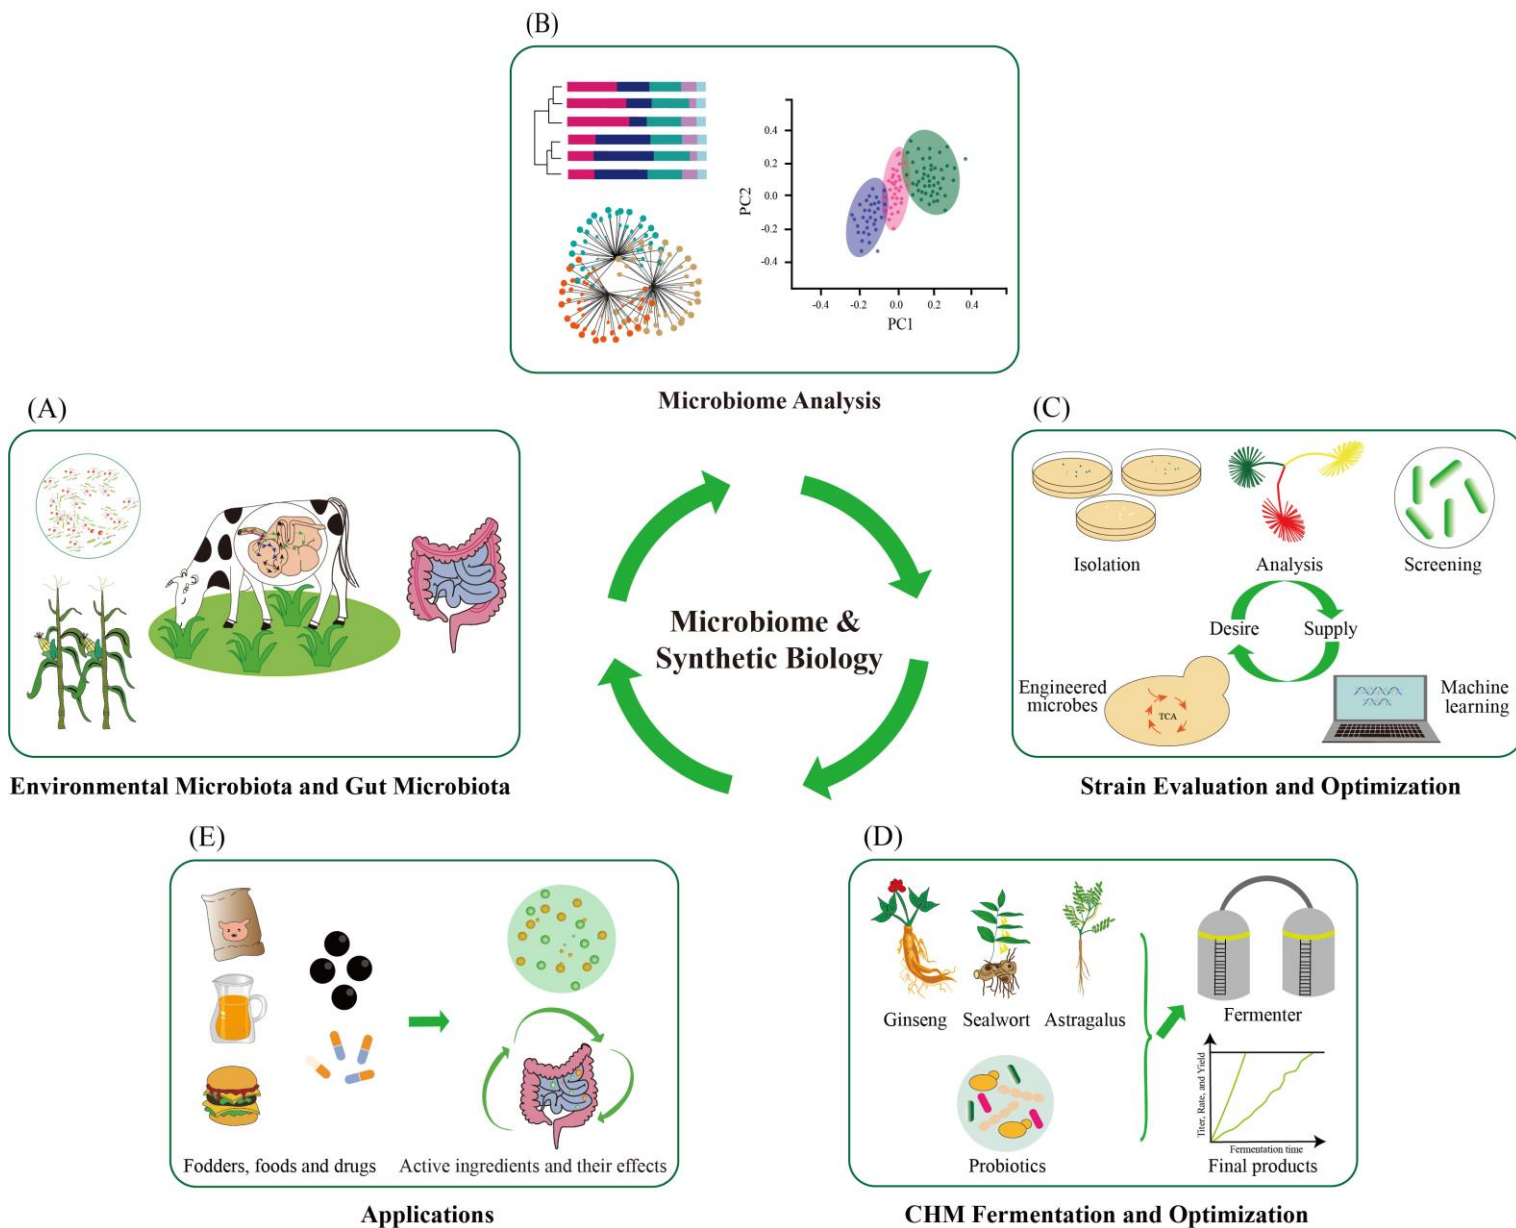 (B)
0.4
0.2
0.0
-0.2
-0.4
PC2
-0.4
-0.2
0.0
0.2
0.4
PC1
Microbiome Analysis
(A)
Environmental Microbiota and Gut Microbiota
(C)
Isolation
Analysis
Screening
Desire
Supply
Engineered
microbes
TCA
Machine
learning
Strain Evaluation and Optimization
Microbiome &
Synthetic Biology
(E)
Fodders, foods and drugs
Active ingredients and their effects
Applications
(D)
Ginseng
Sealwort
Astragalus
Fermenter
Probiotics
Titer, Rate, and Yield
Fermentation time
Final products
CHM Fermentation and Optimization